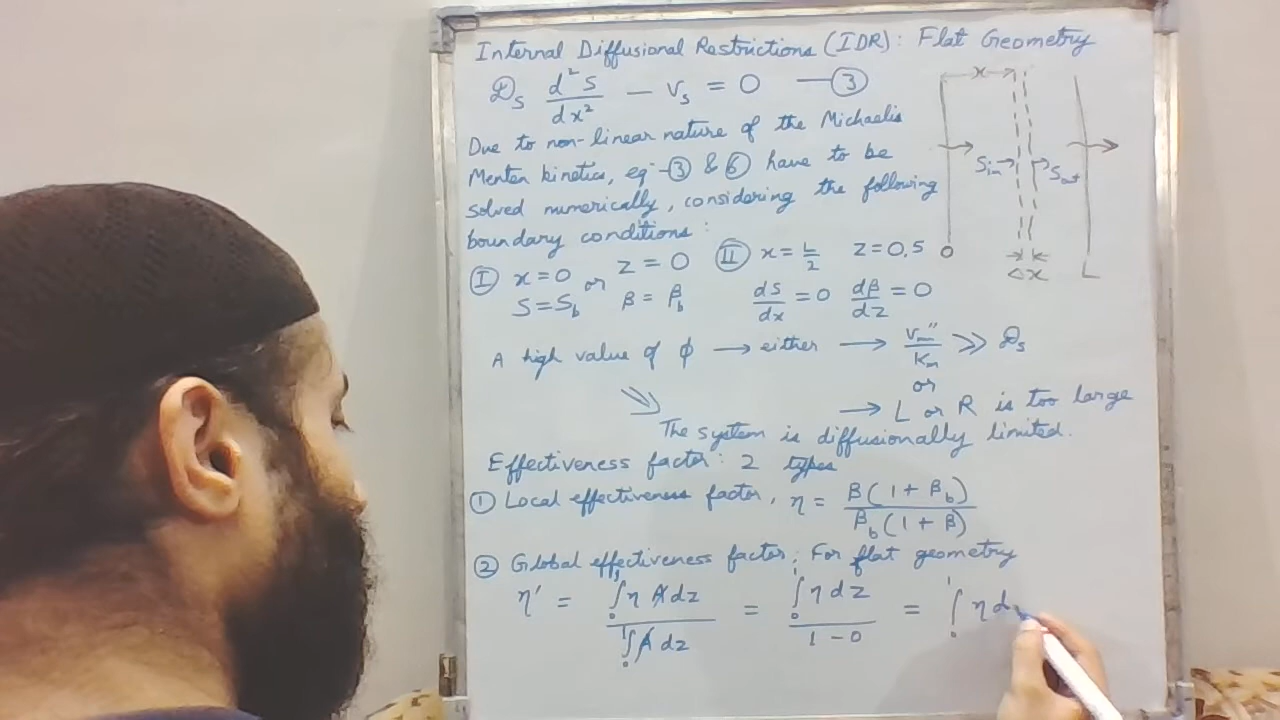 Internal Diffusional Restrictions (IDR): Flat Geometry
𝒟s d²S/dx² — vs = 0 —③
Due to non-linear nature of the Michaelis
Menten kinetics, eqⁿ ③ & ⑥ have to be
solved numerically, considering the following
boundary conditions:
Ⓘ x=0 or z=0 Ⓘⓘ x=L/2 z=0.5
S=Sb β=βb dS/dx=0 dβ/dz=0
x
Sin Sout
0 Δx L
A high value of φ → either → vm''/Km ≫ 𝒟s
or
→ L or R is too large
⇒ The system is diffusionally limited.
Effectiveness factor: 2 types
① Local effectiveness factor, η = β(1+βb)/βb(1+β)
② Global effectiveness factor: For flat geometry
η' = ∫₀¹ η A dz / ∫₀¹ A dz = ∫₀¹ η dz / 1-0 = ∫₀¹ η d